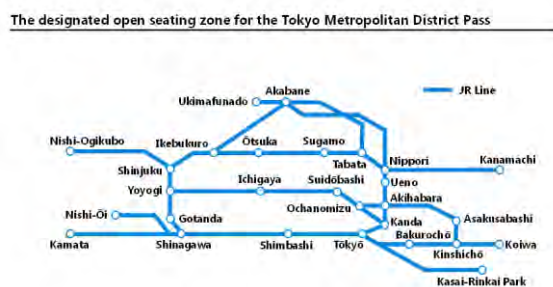 The designated open seating zone for the Tokyo Metropolitan District Pass
Akabane
JR Line
Ukimafunado
Nishi-Ogikubo
Ikebukuro
Ōtsuka
Sugamo
Tabata
Nippori
Kanamachi
Shinjuku
Yoyogi
Ichigaya
Suidōbashi
Ueno
Ochanomizu
Akihabara
Asakusabashi
Nishi-Ōi
Gotanda
Kanda
Bakurochō
Kamata
Shinagawa
Shimbashi
Tōkyō
Kinshichō
Koiwa
Kasai-Rinkai Park